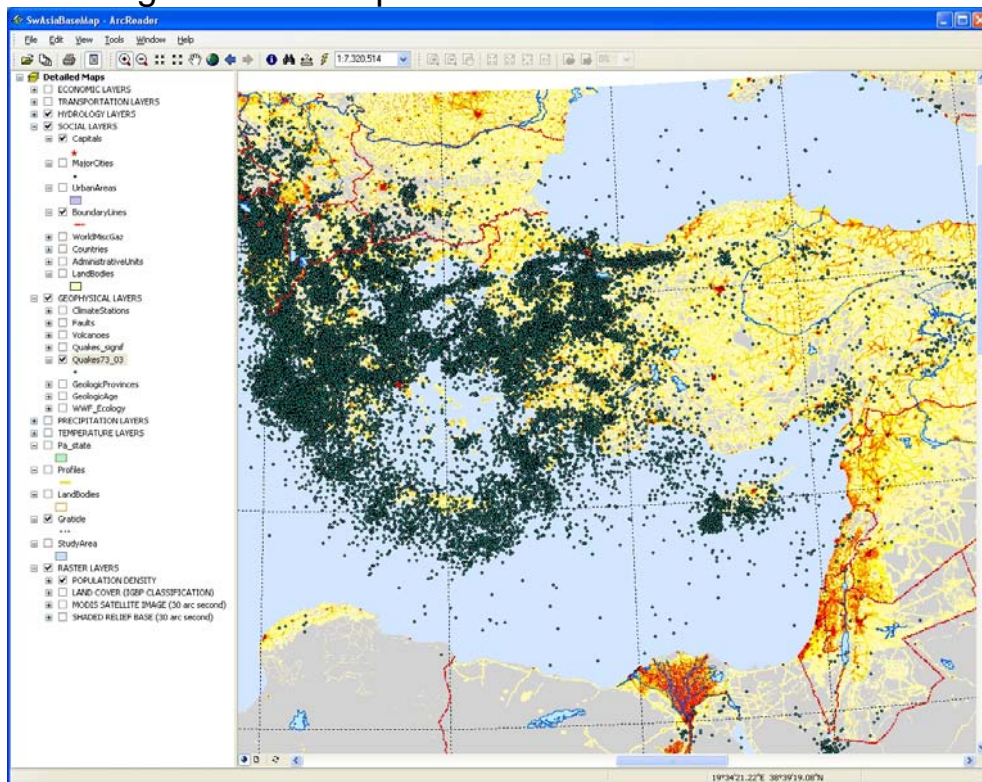 SwAsiaBaseMap - ArcReader
File Edit View Tools Window Help
1:7,320,514
Detailed Maps
ECONOMIC LAYERS
TRANSPORTATION LAYERS
HYDROLOGY LAYERS
SOCIAL LAYERS
Capitals
MajorCities
UrbanAreas
BoundaryLines
WorldMiscGaz
Countries
AdministrativeUnits
LandBodies
GEOPHYSICAL LAYERS
ClimateStations
Faults
Volcanoes
Quakes_signif
Quakes73_03
GeologicProvinces
GeologicAge
WWF_Ecology
PRECIPITATION LAYERS
TEMPERATURE LAYERS
Pa_state
Profiles
LandBodies
Graticle
StudyArea
RASTER LAYERS
POPULATION DENSITY
LAND COVER (IGBP CLASSIFICATION)
MODIS SATELLITE IMAGE (30 arc second)
SHADED RELIEF BASE (30 arc second)
19°34'21.22"E 38°39'19.08"N